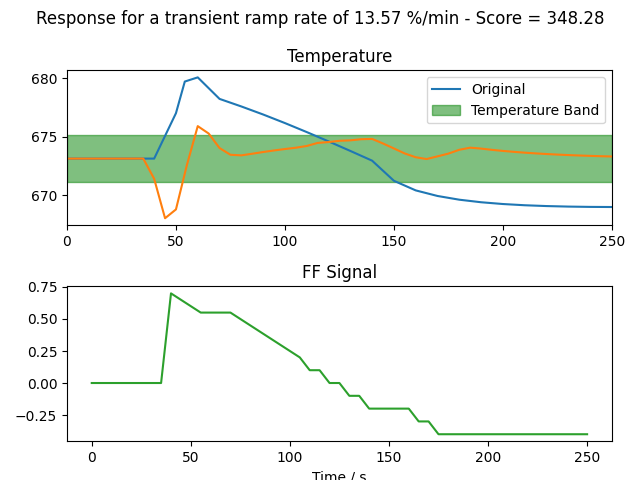 Response for a transient ramp rate of 13.57 %/min - Score = 348.28
Temperature
680
675
670
Original
Temperature Band
0 50 100 150 200 250
FF Signal
0.75
0.50
0.25
0.00
−0.25
0 50 100 150 200 250
Time / s